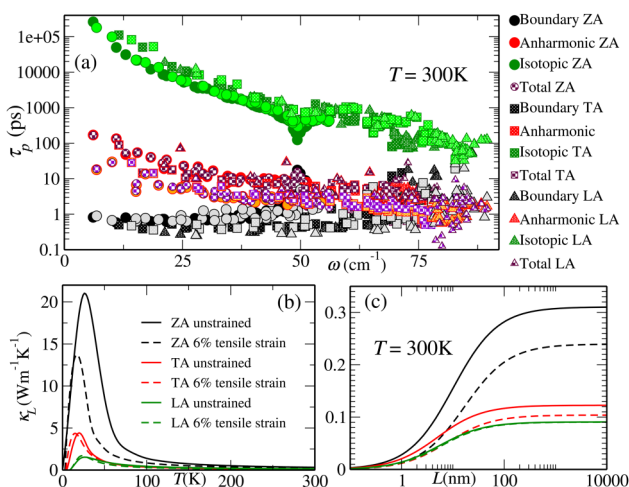 1e+05
10000
1000
100
10
1
0.1
τp (ps)
(a)
T = 300K
0
25
50
75
ω(cm-1)
Boundary ZA
Anharmonic ZA
Isotopic ZA
Total ZA
Boundary TA
Anharmonic
Isotopic TA
Total TA
Boundary LA
Anharmonic LA
Isotopic LA
Total LA
κL(Wm-1K-1)
20
15
10
5
0
(b)
ZA unstrained
ZA 6% tensile strain
TA unstrained
TA 6% tensile strain
LA unstrained
LA 6% tensile strain
0
100
200
300
T(K)
0.3
0.2
0.1
0
(c)
T = 300K
1
100
10000
L(nm)